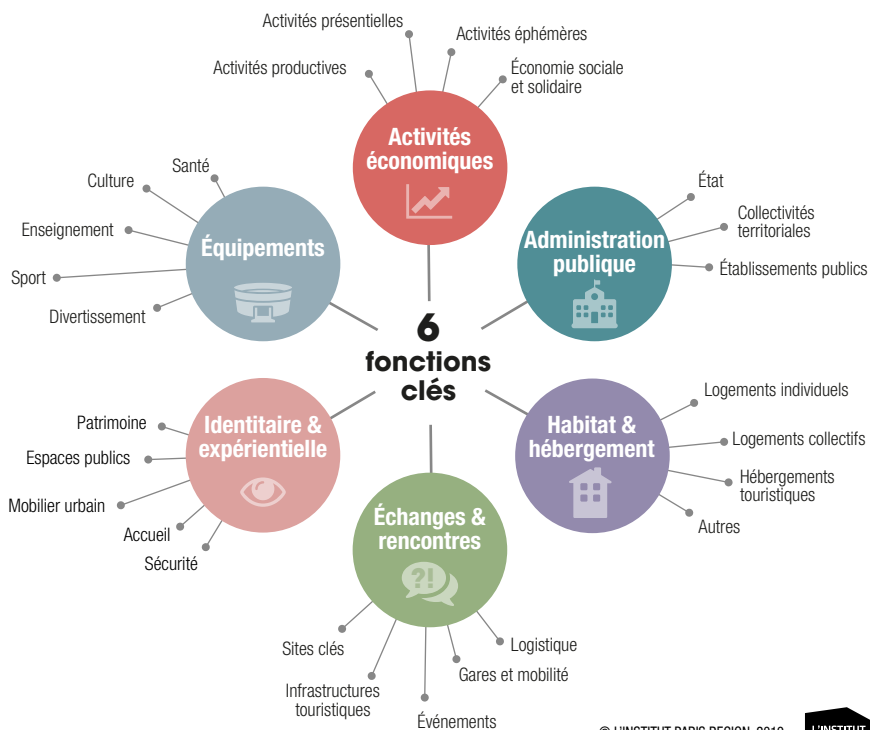 Activités présentielles
Activités éphémères
Activités productives
Économie sociale
et solidaire
Activités
économiques
Santé
Culture
Enseignement
Sport
Divertissement
Équipements
État
Collectivités
territoriales
Établissements publics
Administration
publique
6
fonctions
clés
Patrimoine
Espaces publics
Mobilier urbain
Accueil
Sécurité
Identitaire &
expérientielle
Logements individuels
Logements collectifs
Hébergements
touristiques
Autres
Habitat &
hébergement
Échanges &
rencontres
?!
Sites clés
Infrastructures
touristiques
Événements
Gares et mobilité
Logistique